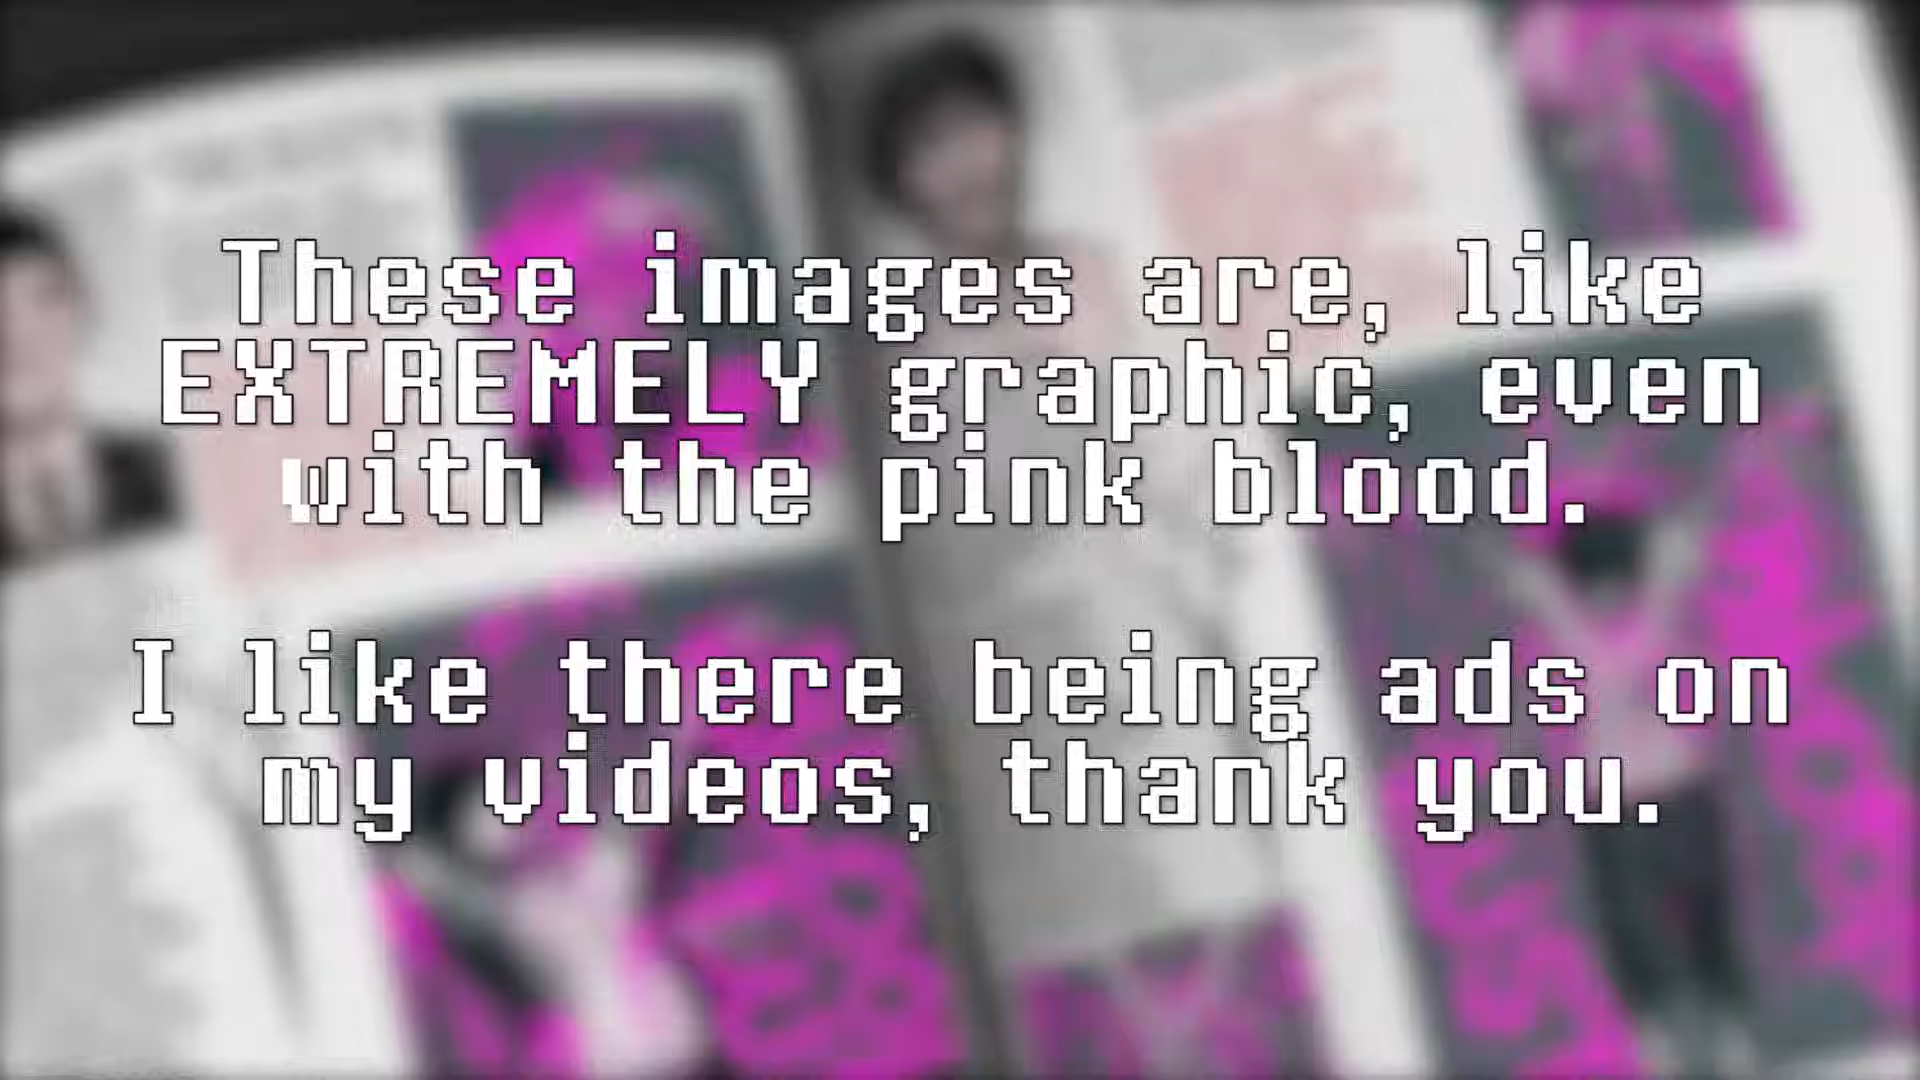 These images are, like
EXTREMELY graphic, even
with the pink blood.
I like there being ads on
my videos, thank you.